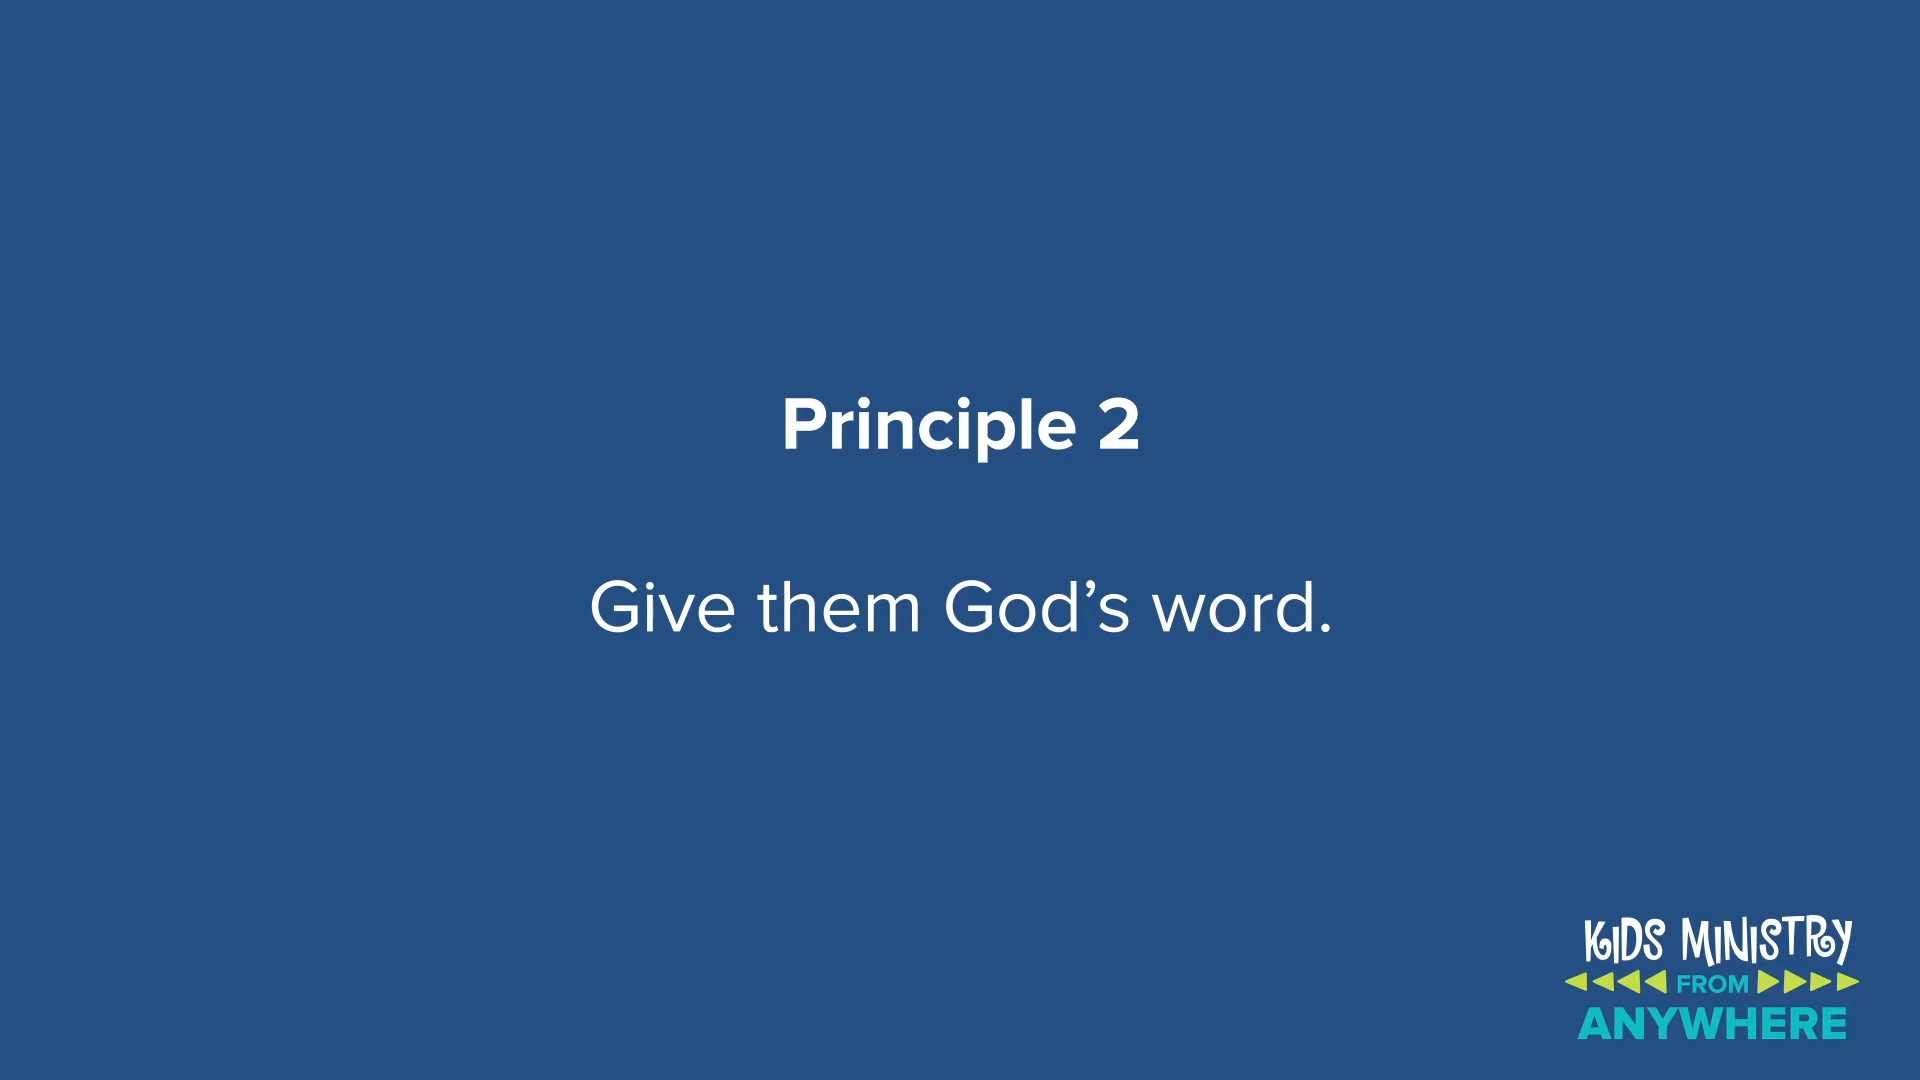 Principle 2
Give them God’s word.
KiDS MiNISTRy
FROM
ANYWHERE